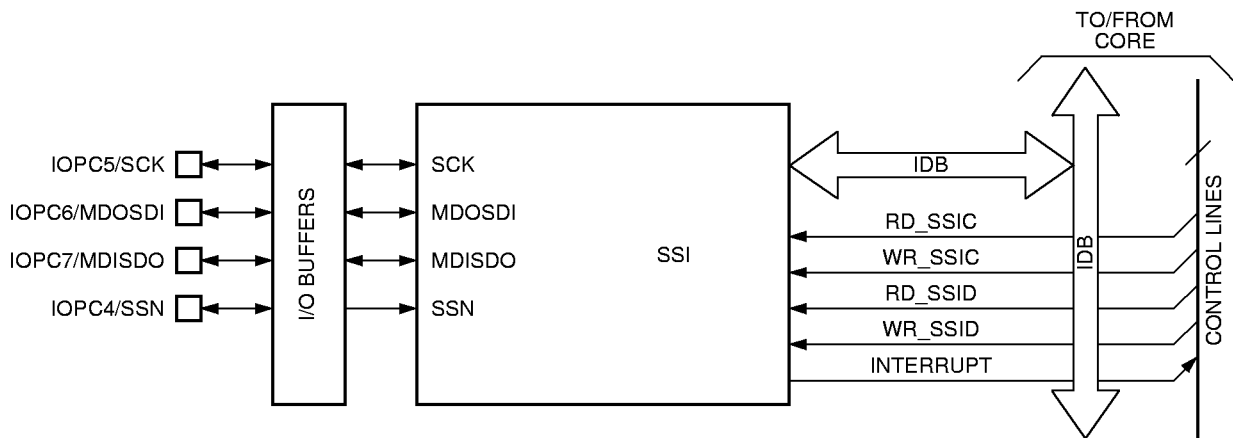 TO/FROM
CORE
IOPC5/SCK
SCK
IDB
IOPC6/MDOSDI
MDOSDI
RD_SSIC
IOPC7/MDISDO
MDISDO
SSI
WR_SSIC
IOPC4/SSN
SSN
RD_SSID
WR_SSID
INTERRUPT
I/O BUFFERS
IDB
CONTROL LINES